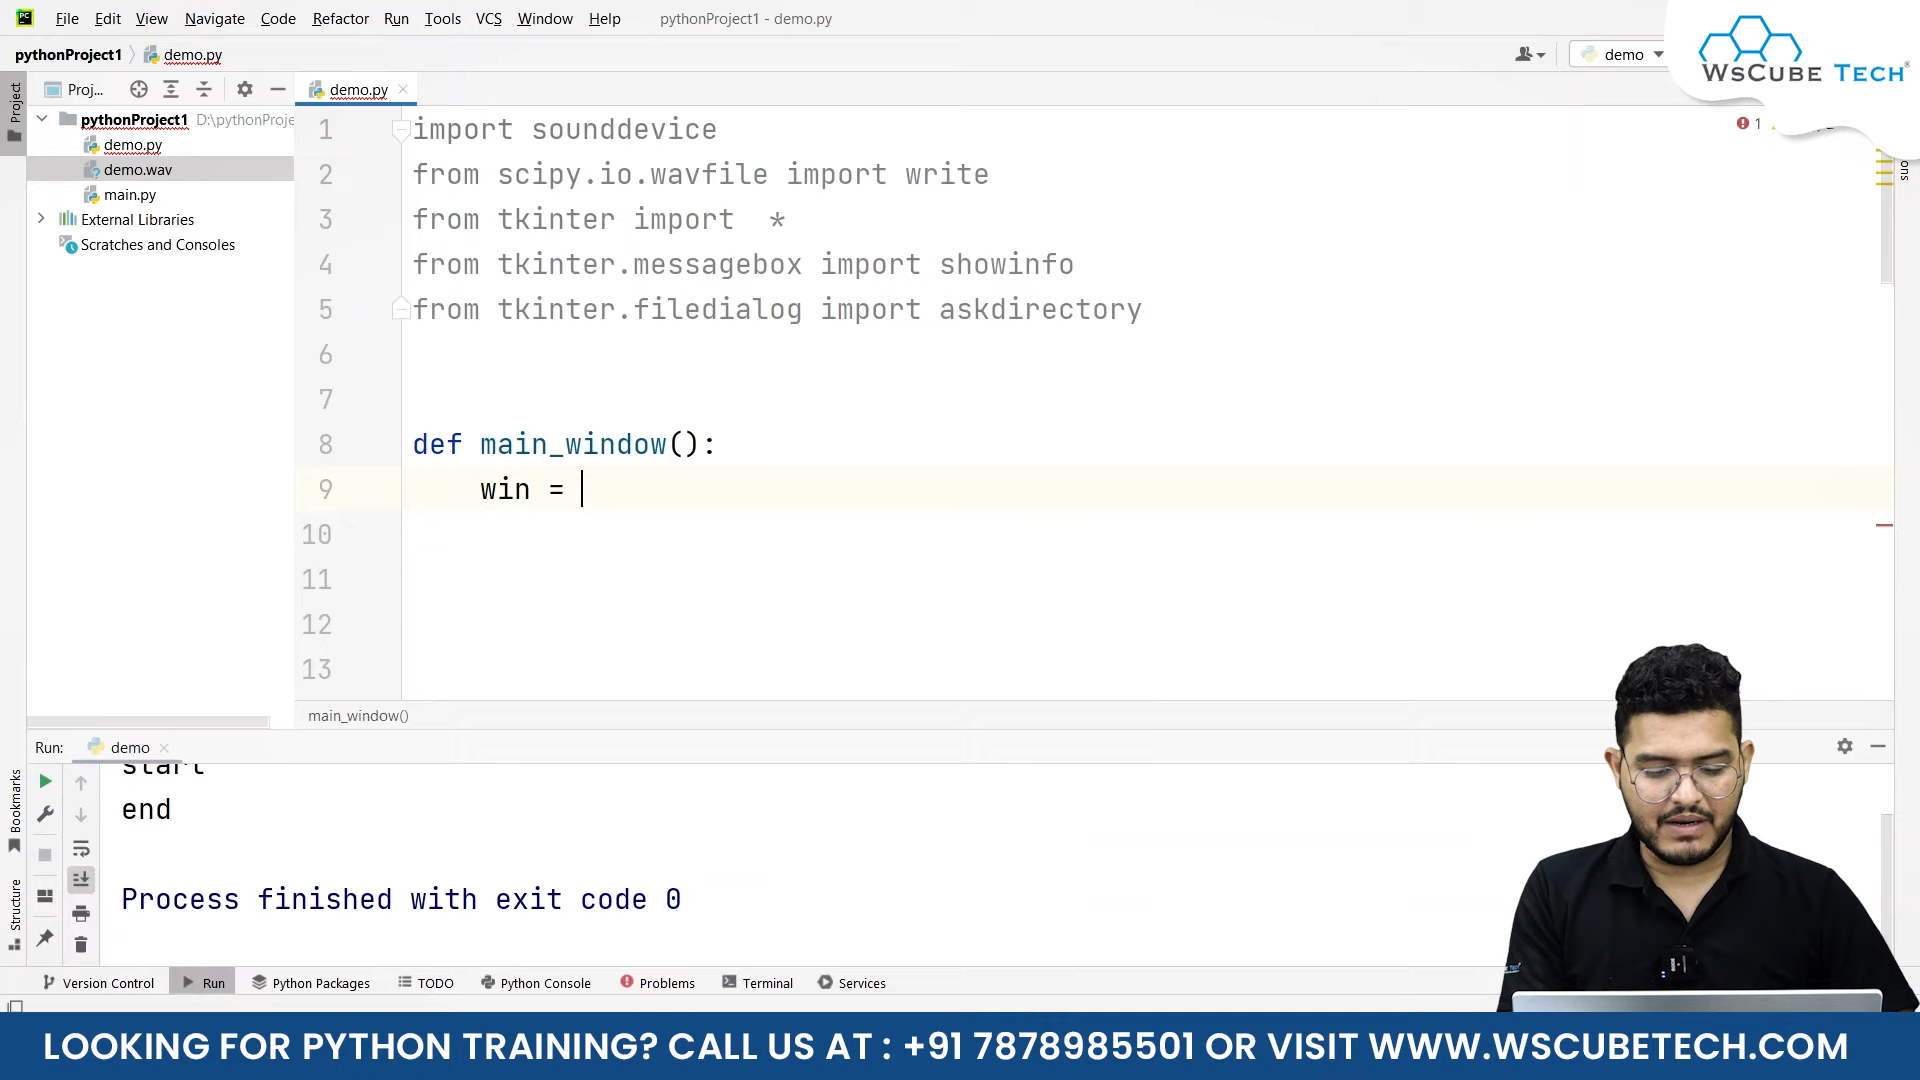 File Edit View Navigate Code Refactor Run Tools VCS Window Help pythonProject1 - demo.py
WsCube Tech
pythonProject1 demo.py
demo
Project
Proj...
demo.py
1
pythonProject1 D:\pythonProje
demo.py
demo.wav
main.py
External Libraries
Scratches and Consoles
1 import sounddevice
2 from scipy.io.wavfile import write
3 from tkinter import *
4 from tkinter.messagebox import showinfo
5 from tkinter.filedialog import askdirectory
6
7
8 def main_window():
9 win =
10
11
12
13
main_window()
Run: demo
start
end
Process finished with exit code 0
Bookmarks
Structure
Version Control Run Python Packages TODO Python Console Problems Terminal Services
LOOKING FOR PYTHON TRAINING? CALL US AT : +91 7878985501 OR VISIT WWW.WSCUBETECH.COM